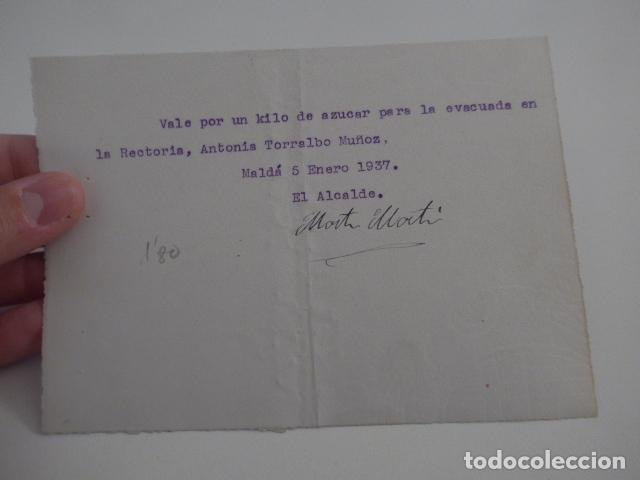 Vale por un kilo de azucar para la evacuada en
la Rectoria, Antonia Torralbo Muñoz,
Maldá 5 Enero 1937.
El Alcalde.
Martí
1'80
todocoleccion